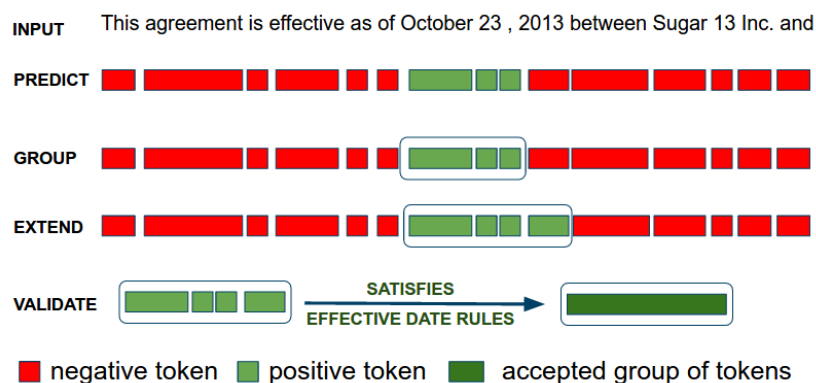 INPUT This agreement is effective as of October 23 , 2013 between Sugar 13 Inc. and
PREDICT
GROUP
EXTEND
VALIDATE
SATISFIES
EFFECTIVE DATE RULES
negative token positive token accepted group of tokens